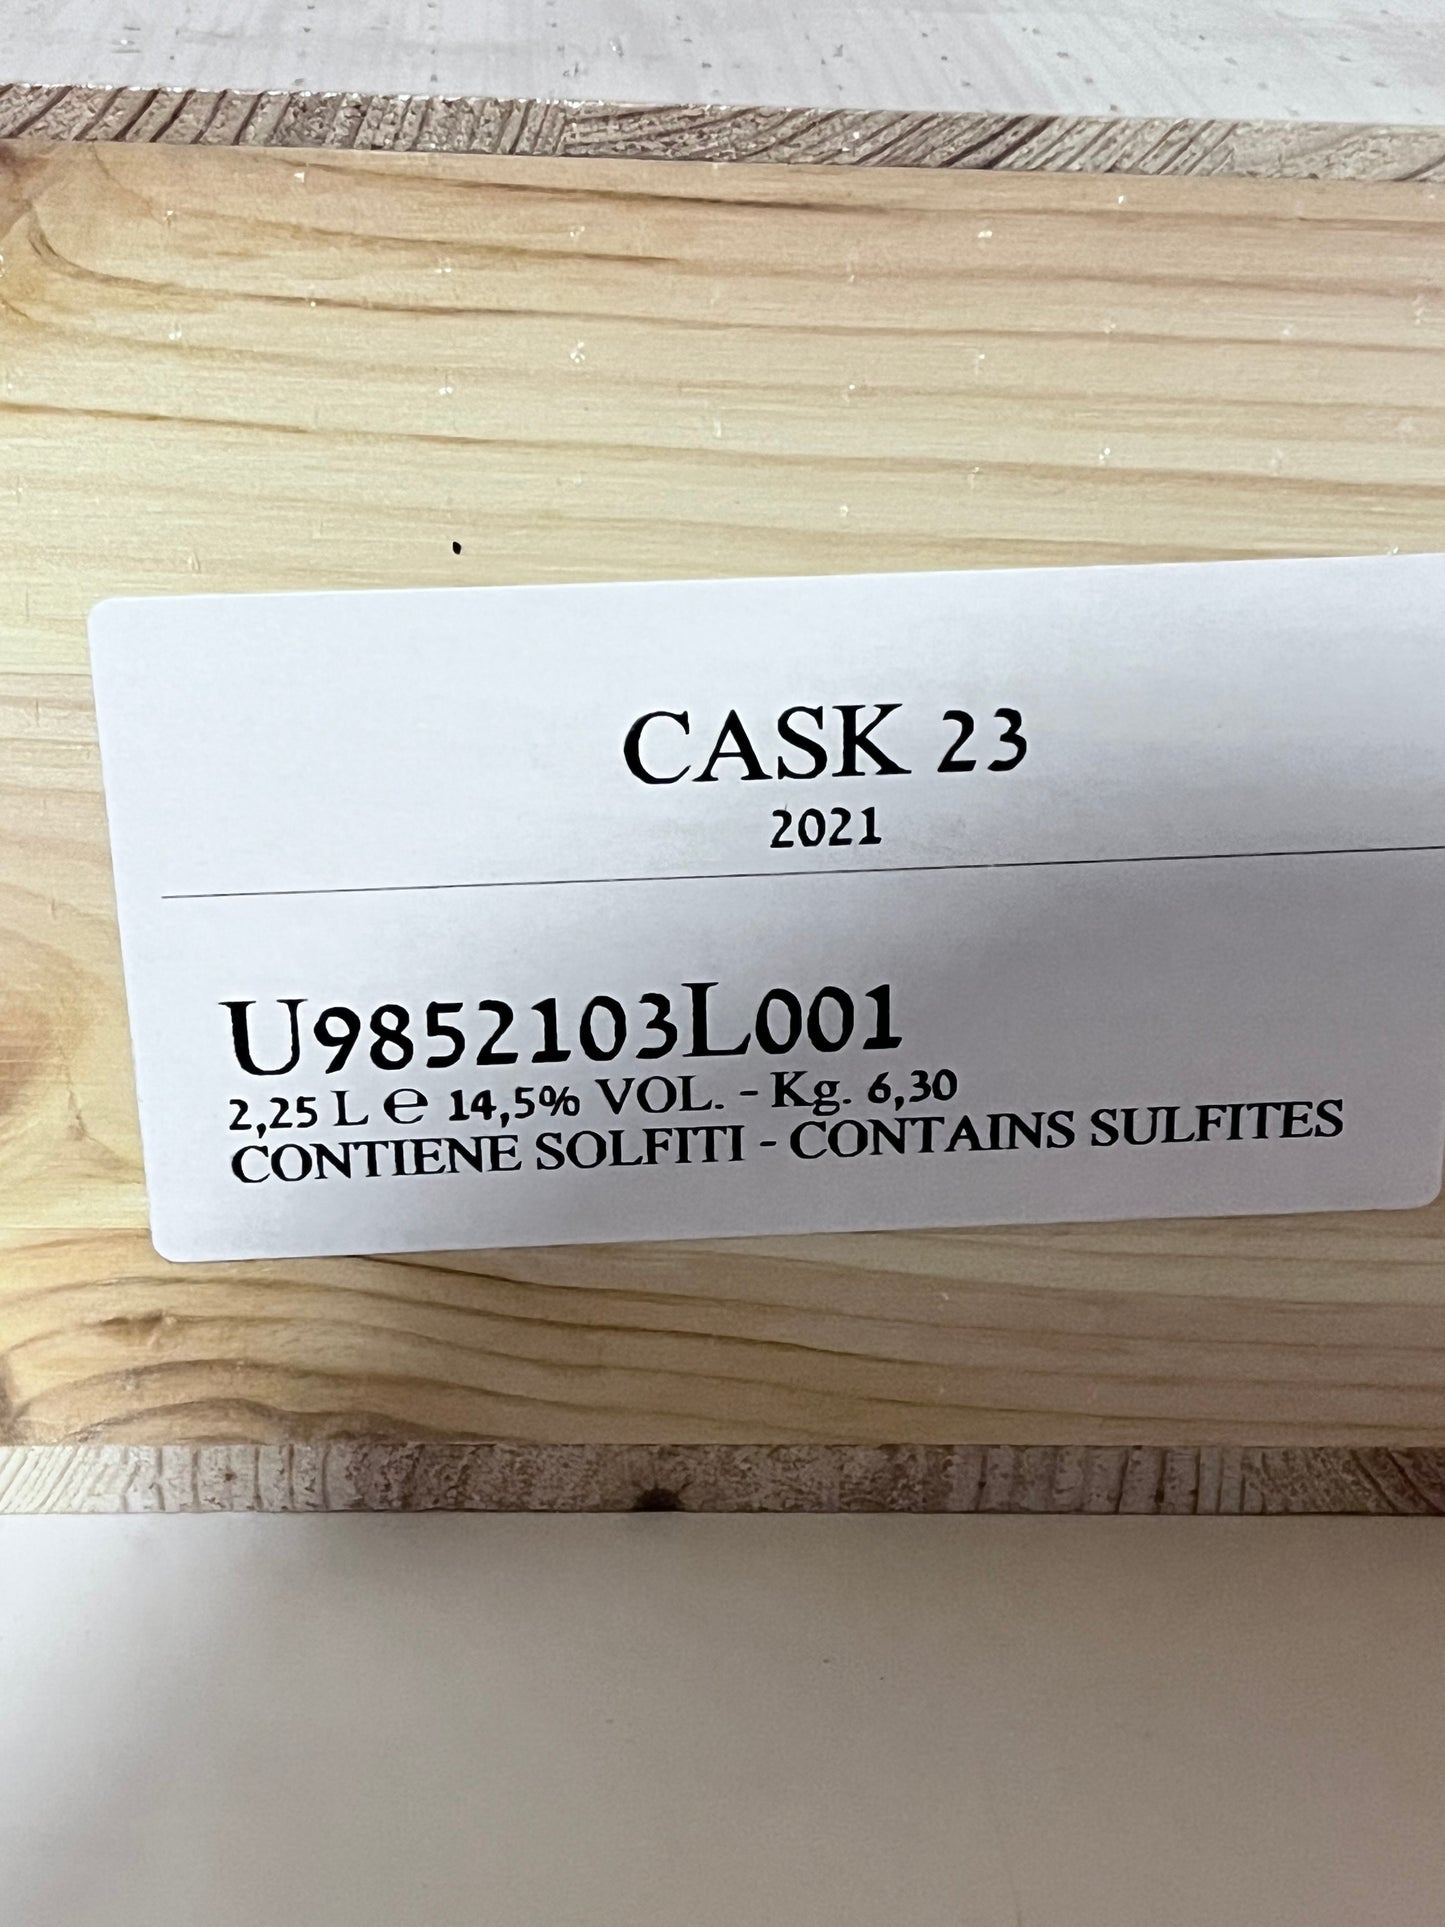 CASK 23
2021
U9852103L001
2,25 L ℮ 14,5% VOL. - Kg. 6,30
CONTIENE SOLFITI - CONTAINS SULFITES